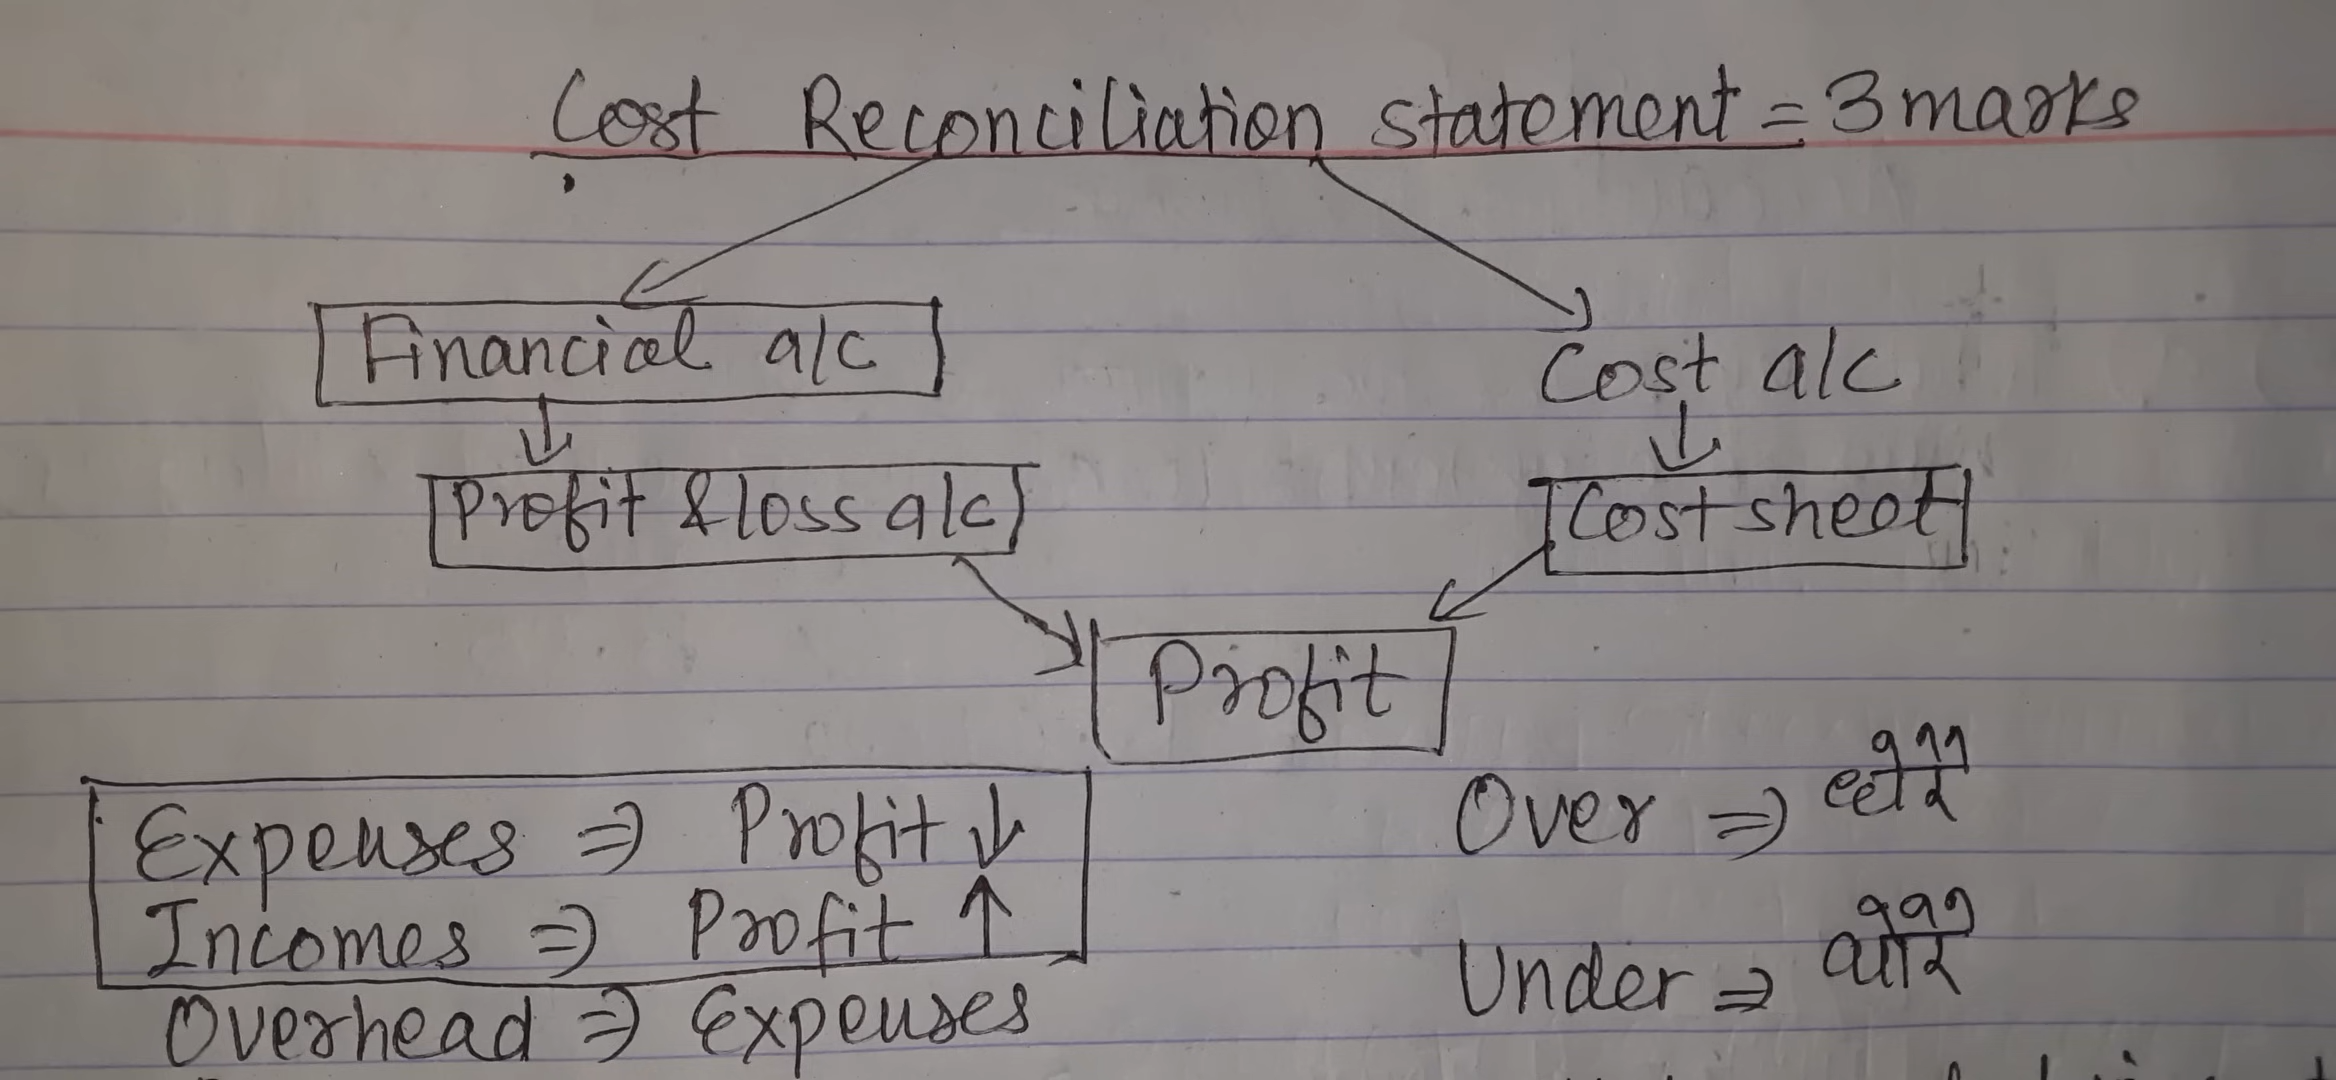 Cost Reconciliation statement = 3 marks
Financial a/c
Cost a/c
Profit & loss a/c
Cost sheet
Profit
Expenses ⇒ Profit ↓
Incomes ⇒ Profit ↑
Overhead ⇒ Expenses
Over ⇒
Under ⇒